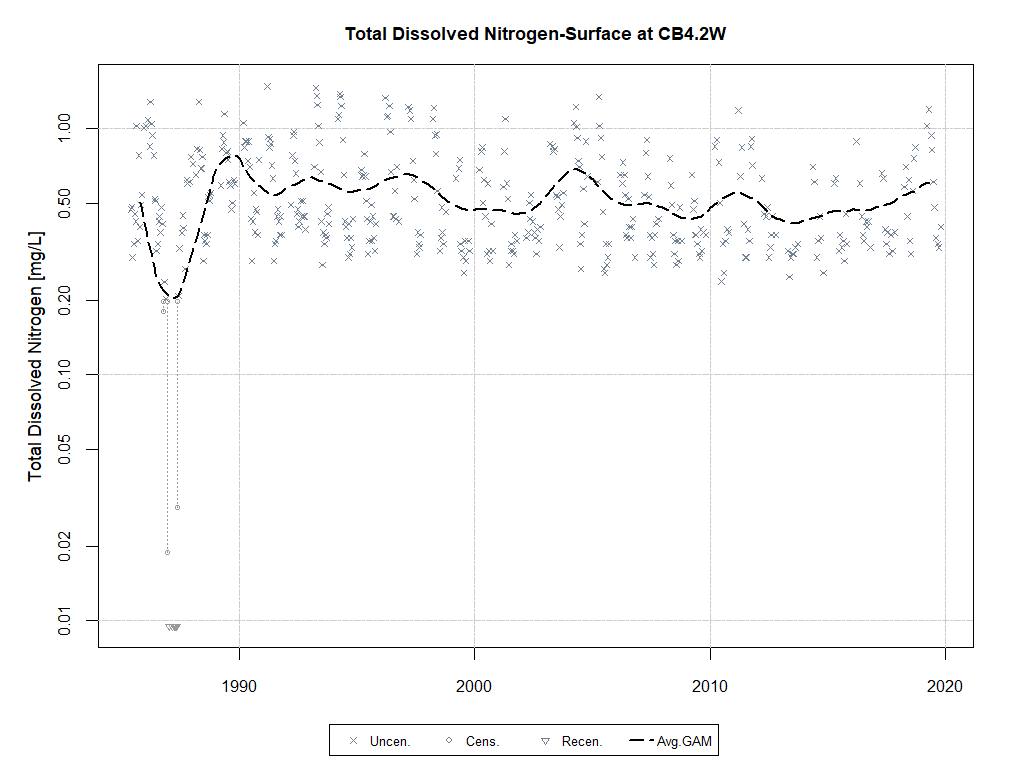 Total Dissolved Nitrogen-Surface at CB4.2W
Total Dissolved Nitrogen [mg/L]
1.00
0.50
0.20
0.10
0.05
0.02
0.01
1990
2000
2010
2020
Uncen.
Cens.
Recen.
Avg.GAM